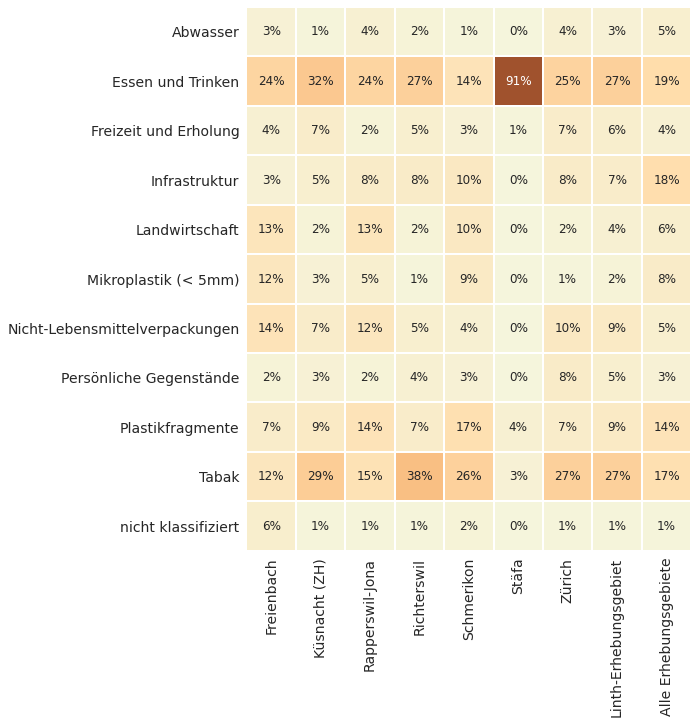 Abwasser 3% 1% 4% 2% 1% 0% 4% 3% 5%
Essen und Trinken 24% 32% 24% 27% 14% 91% 25% 27% 19%
Freizeit und Erholung 4% 7% 2% 5% 3% 1% 7% 6% 4%
Infrastruktur 3% 5% 8% 8% 10% 0% 8% 7% 18%
Landwirtschaft 13% 2% 13% 2% 10% 0% 2% 4% 6%
Mikroplastik (< 5mm) 12% 3% 5% 1% 9% 0% 1% 2% 8%
Nicht-Lebensmittelverpackungen 14% 7% 12% 5% 4% 0% 10% 9% 5%
Persönliche Gegenstände 2% 3% 2% 4% 3% 0% 8% 5% 3%
Plastikfragmente 7% 9% 14% 7% 17% 4% 7% 9% 14%
Tabak 12% 29% 15% 38% 26% 3% 27% 27% 17%
nicht klassifiziert 6% 1% 1% 1% 2% 0% 1% 1% 1%
Freienbach
Küsnacht (ZH)
Rapperswil-Jona
Richterswil
Schmerikon
Stäfa
Zürich
Linth-Erhebungsgebiet
Alle Erhebungsgebiete